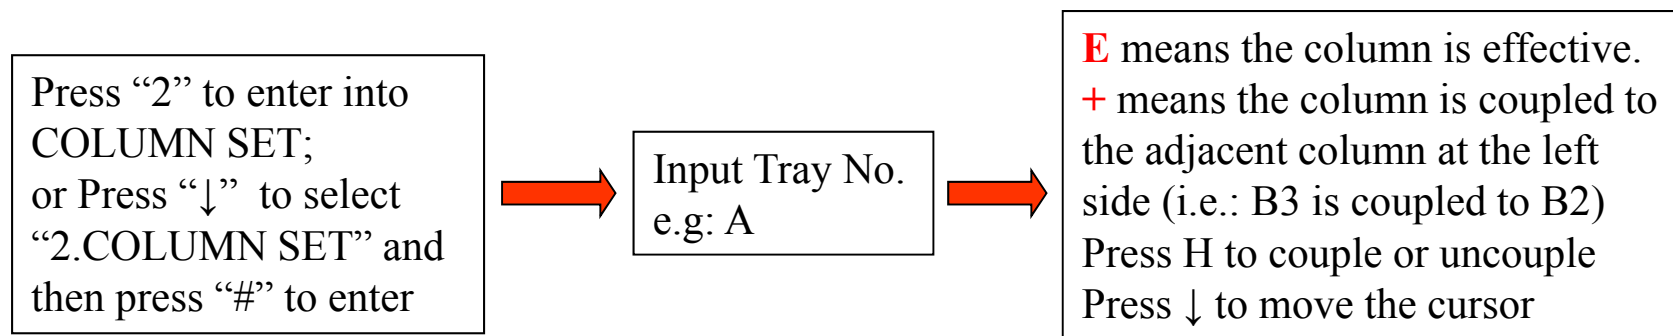 Press “2” to enter into
COLUMN SET;
or Press “↓” to select
“2.COLUMN SET” and
then press “#” to enter
Input Tray No.
e.g: A
E means the column is effective.
+ means the column is coupled to
the adjacent column at the left
side (i.e.: B3 is coupled to B2)
Press H to couple or uncouple
Press ↓ to move the cursor